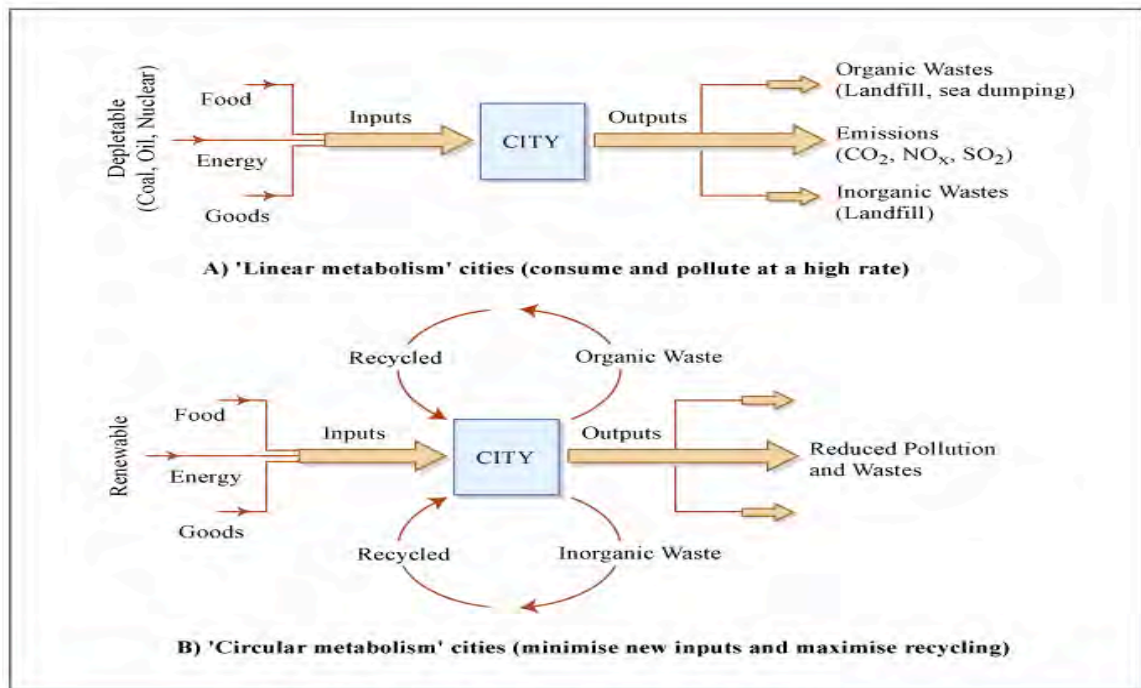 Depletable
((Coal, Oil, Nuclear)
Food
Energy
Goods
Inputs
CITY
Outputs
Organic Wastes
(Landfill, sea dumping)
Emissions
(CO₂, NOₓ, SO₂)
Inorganic Wastes
(Landfill)
A) 'Linear metabolism' cities (consume and pollute at a high rate)
Recycled
Organic Waste
Renewable
Food
Energy
Goods
Inputs
CITY
Outputs
Reduced Pollution
and Wastes
Recycled
Inorganic Waste
B) 'Circular metabolism' cities (minimise new inputs and maximise recycling)